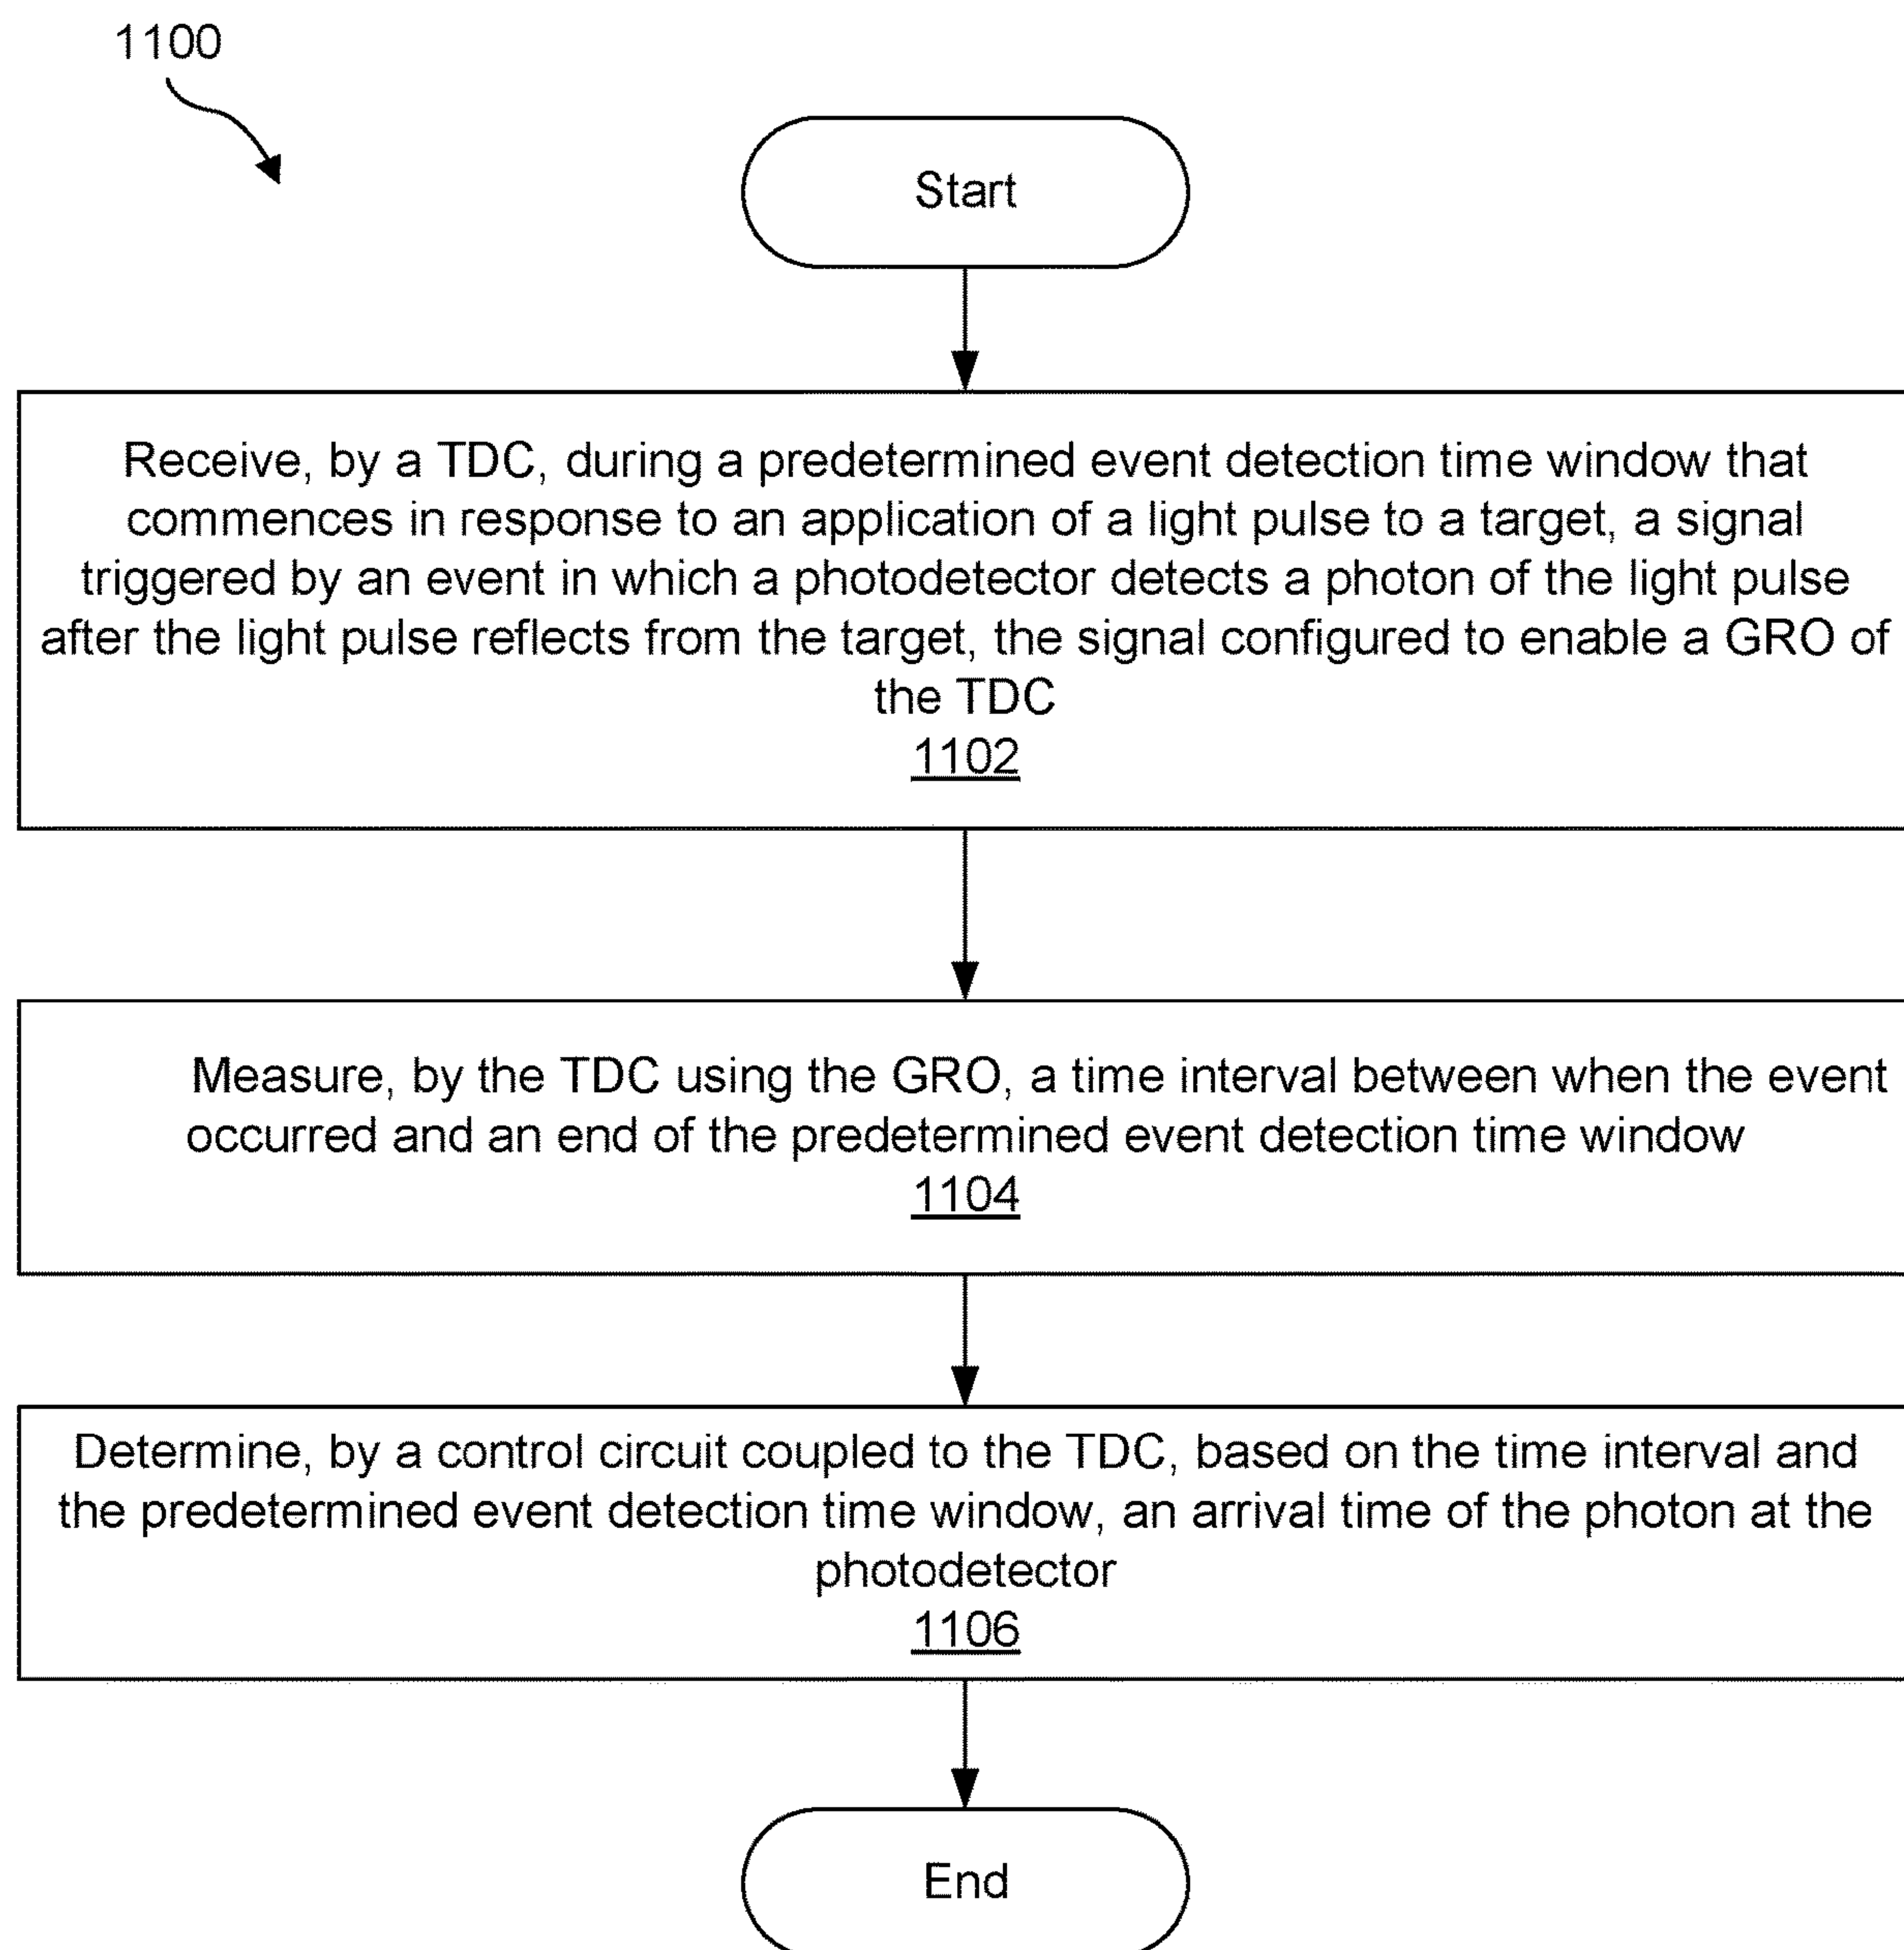 1100
Start
Receive, by a TDC, during a predetermined event detection time window that
commences in response to an application of a light pulse to a target, a signal
triggered by an event in which a photodetector detects a photon of the light pulse
after the light pulse reflects from the target, the signal configured to enable a GRO of
the TDC
1102
Measure, by the TDC using the GRO, a time interval between when the event
occurred and an end of the predetermined event detection time window
1104
Determine, by a control circuit coupled to the TDC, based on the time interval and
the predetermined event detection time window, an arrival time of the photon at the
photodetector
1106
End